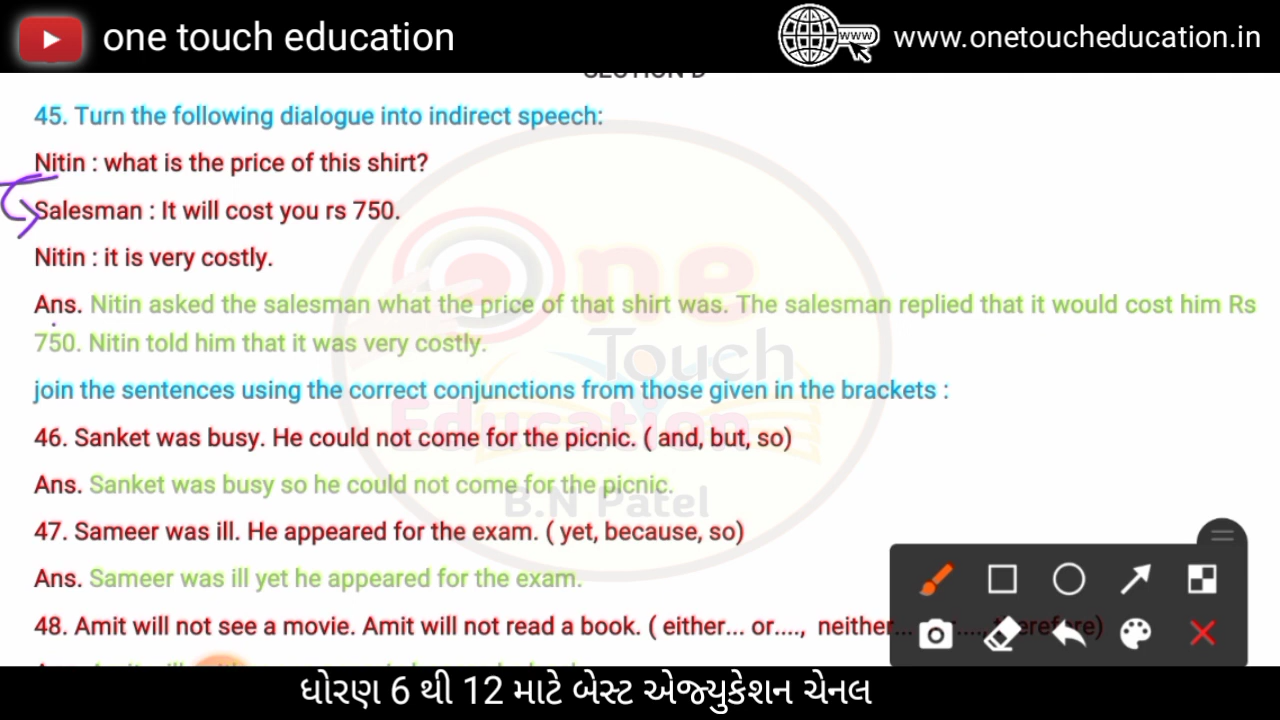 one touch education
www www.onetoucheducation.in
SECTION D
45. Turn the following dialogue into indirect speech:
Nitin : what is the price of this shirt?
Salesman : It will cost you rs 750.
Nitin : it is very costly.
Ans. Nitin asked the salesman what the price of that shirt was. The salesman replied that it would cost him Rs
750. Nitin told him that it was very costly.
join the sentences using the correct conjunctions from those given in the brackets :
46. Sanket was busy. He could not come for the picnic. ( and, but, so)
Ans. Sanket was busy so he could not come for the picnic.
47. Sameer was ill. He appeared for the exam. ( yet, because, so)
Ans. Sameer was ill yet he appeared for the exam.
48. Amit will not see a movie. Amit will not read a book. ( either... or...., neither... therefore)
One
Touch
Education
B.N Patel
ધોરણ 6 થી 12 માટે બેસ્ટ એજ્યુકેશન ચેનલ